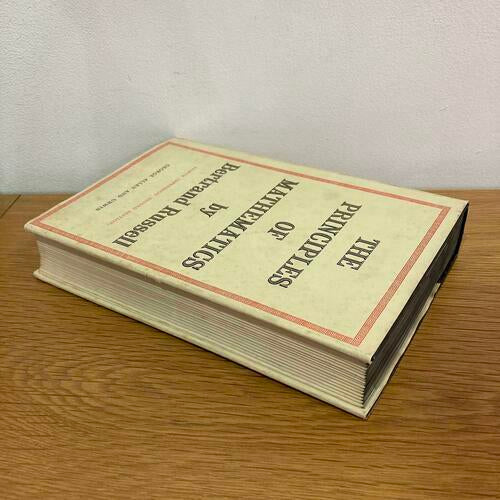 THE
PRINCIPLES
OF
MATHEMATICS
by
Bertrand Russell
GEORGE ALLEN AND UNWIN